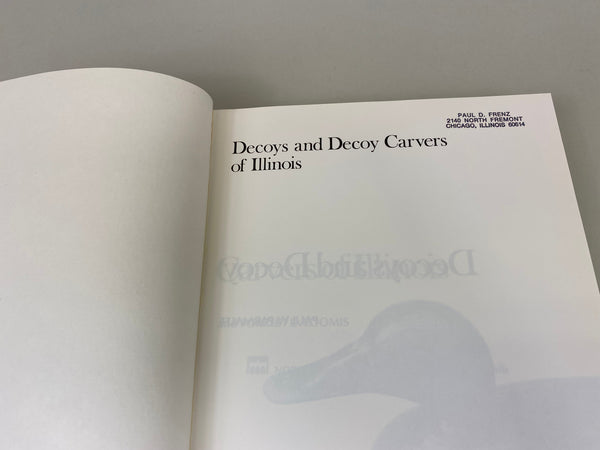 PAUL D. FRENZ
2140 NORTH FREMONT
CHICAGO, ILLINOIS 60614
Decoys and Decoy Carvers
of Illinois